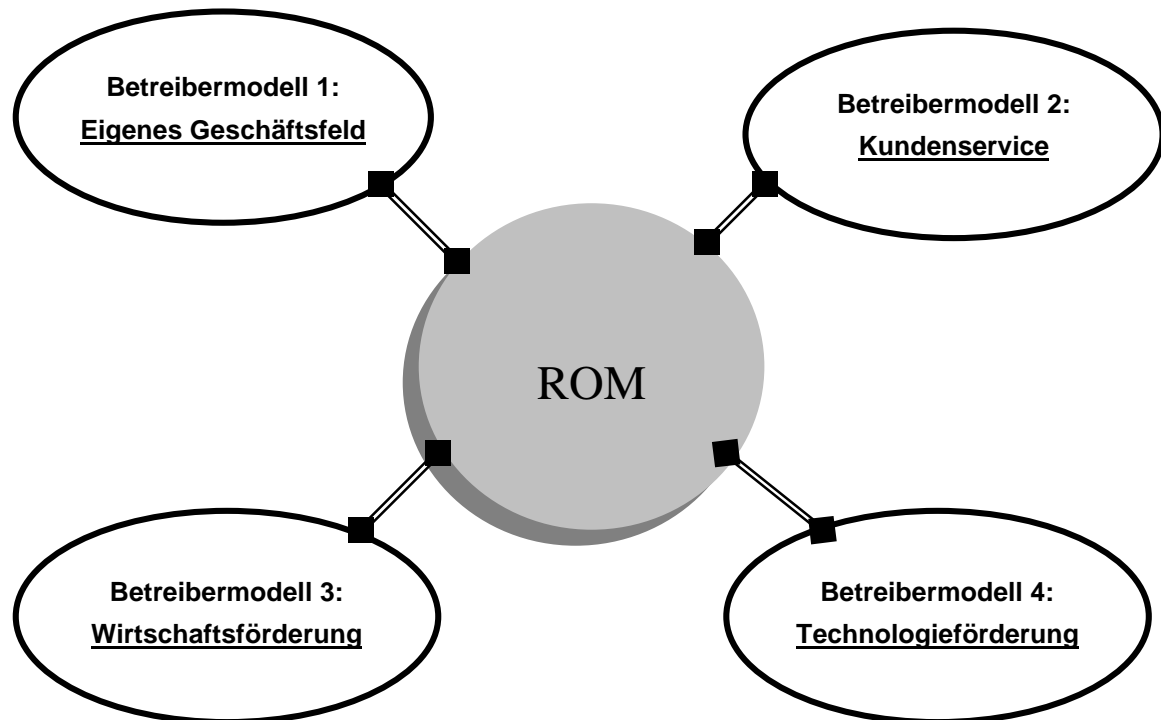 Betreibermodell 1:
Eigenes Geschäftsfeld
Betreibermodell 2:
Kundenservice
ROM
Betreibermodell 3:
Wirtschaftsförderung
Betreibermodell 4:
Technologieförderung